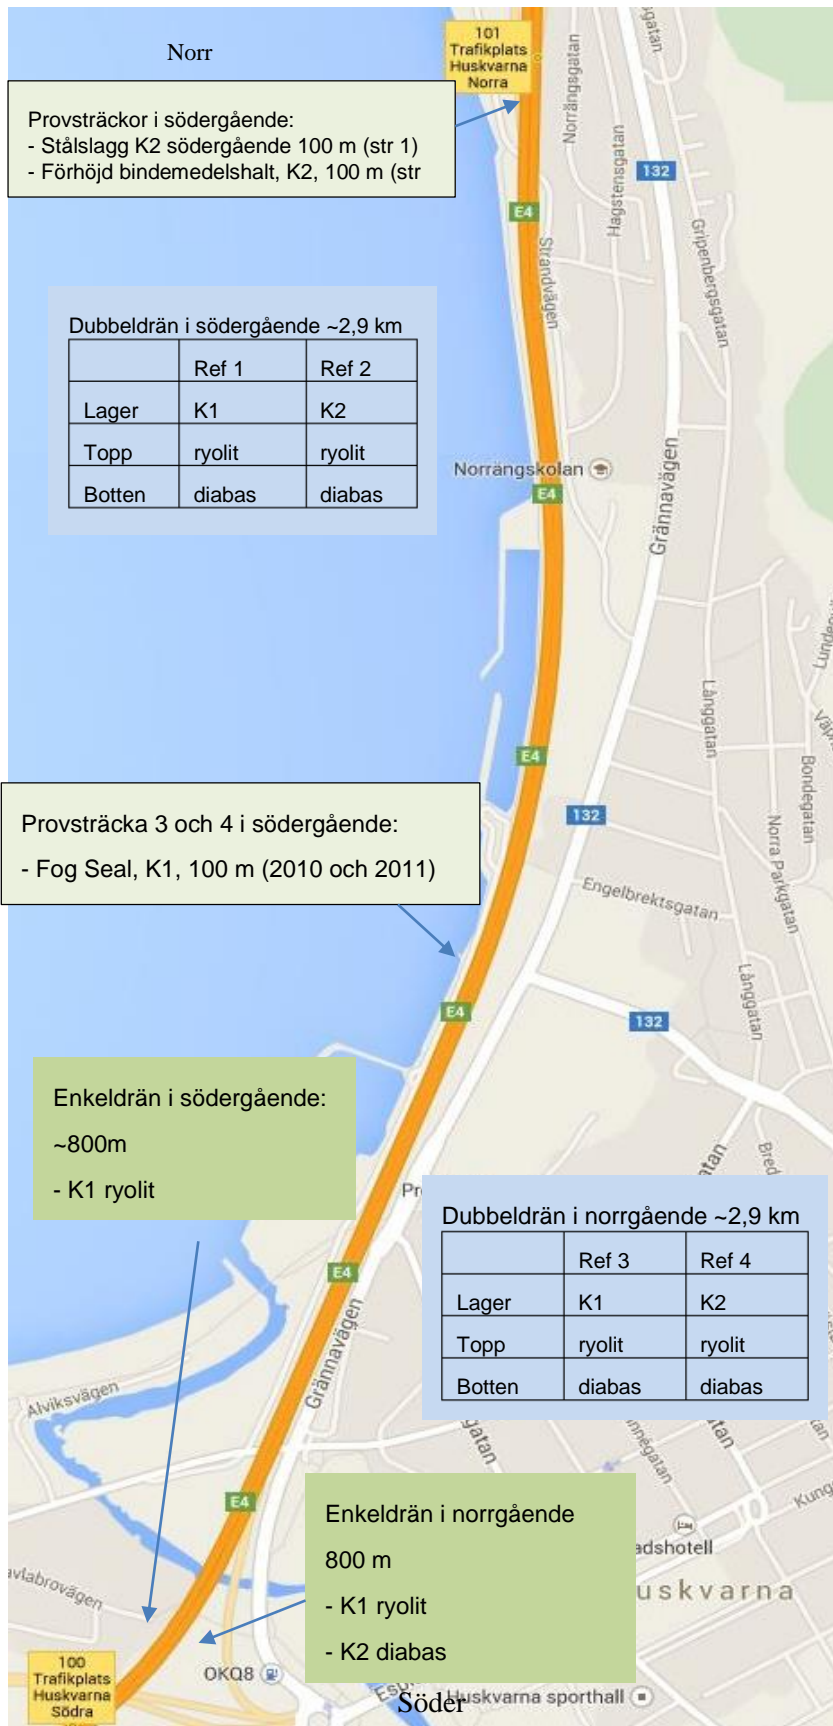 Norr
101
Trafikplats
Huskvarna
Norra
Provsträckor i södergående:
- Stålslagg K2 södergående 100 m (str 1)
- Förhöjd bindemedelshalt, K2, 100 m (str
Norrängsgatan
Hagstensgatan
132
Gripenbergsgatan
E4
Strandvägen
Dubbeldrän i södergående ~2,9 km
Ref 1 Ref 2
Lager K1 K2
Topp ryolit ryolit
Botten diabas diabas
Norrängskolan
E4
Grännavägen
Långgatan
E4
Bondegatan
Provsträcka 3 och 4 i södergående:
- Fog Seal, K1, 100 m (2010 och 2011)
132
Norra Parkgatan
Engelbrektsgatan
Långgatan
E4
132
Enkeldrän i södergående:
~800m
- K1 ryolit
Dubbeldrän i norrgående ~2,9 km
Ref 3 Ref 4
Lager K1 K2
Topp ryolit ryolit
Botten diabas diabas
E4
Grännavägen
Alviksvägen
E4
Enkeldrän i norrgående
800 m
- K1 ryolit
- K2 diabas
adshotell
uskvarna
avlabrovägen
100
Trafikplats
Huskvarna
Södra
OKQ8
Söder
Huskvarna sporthall